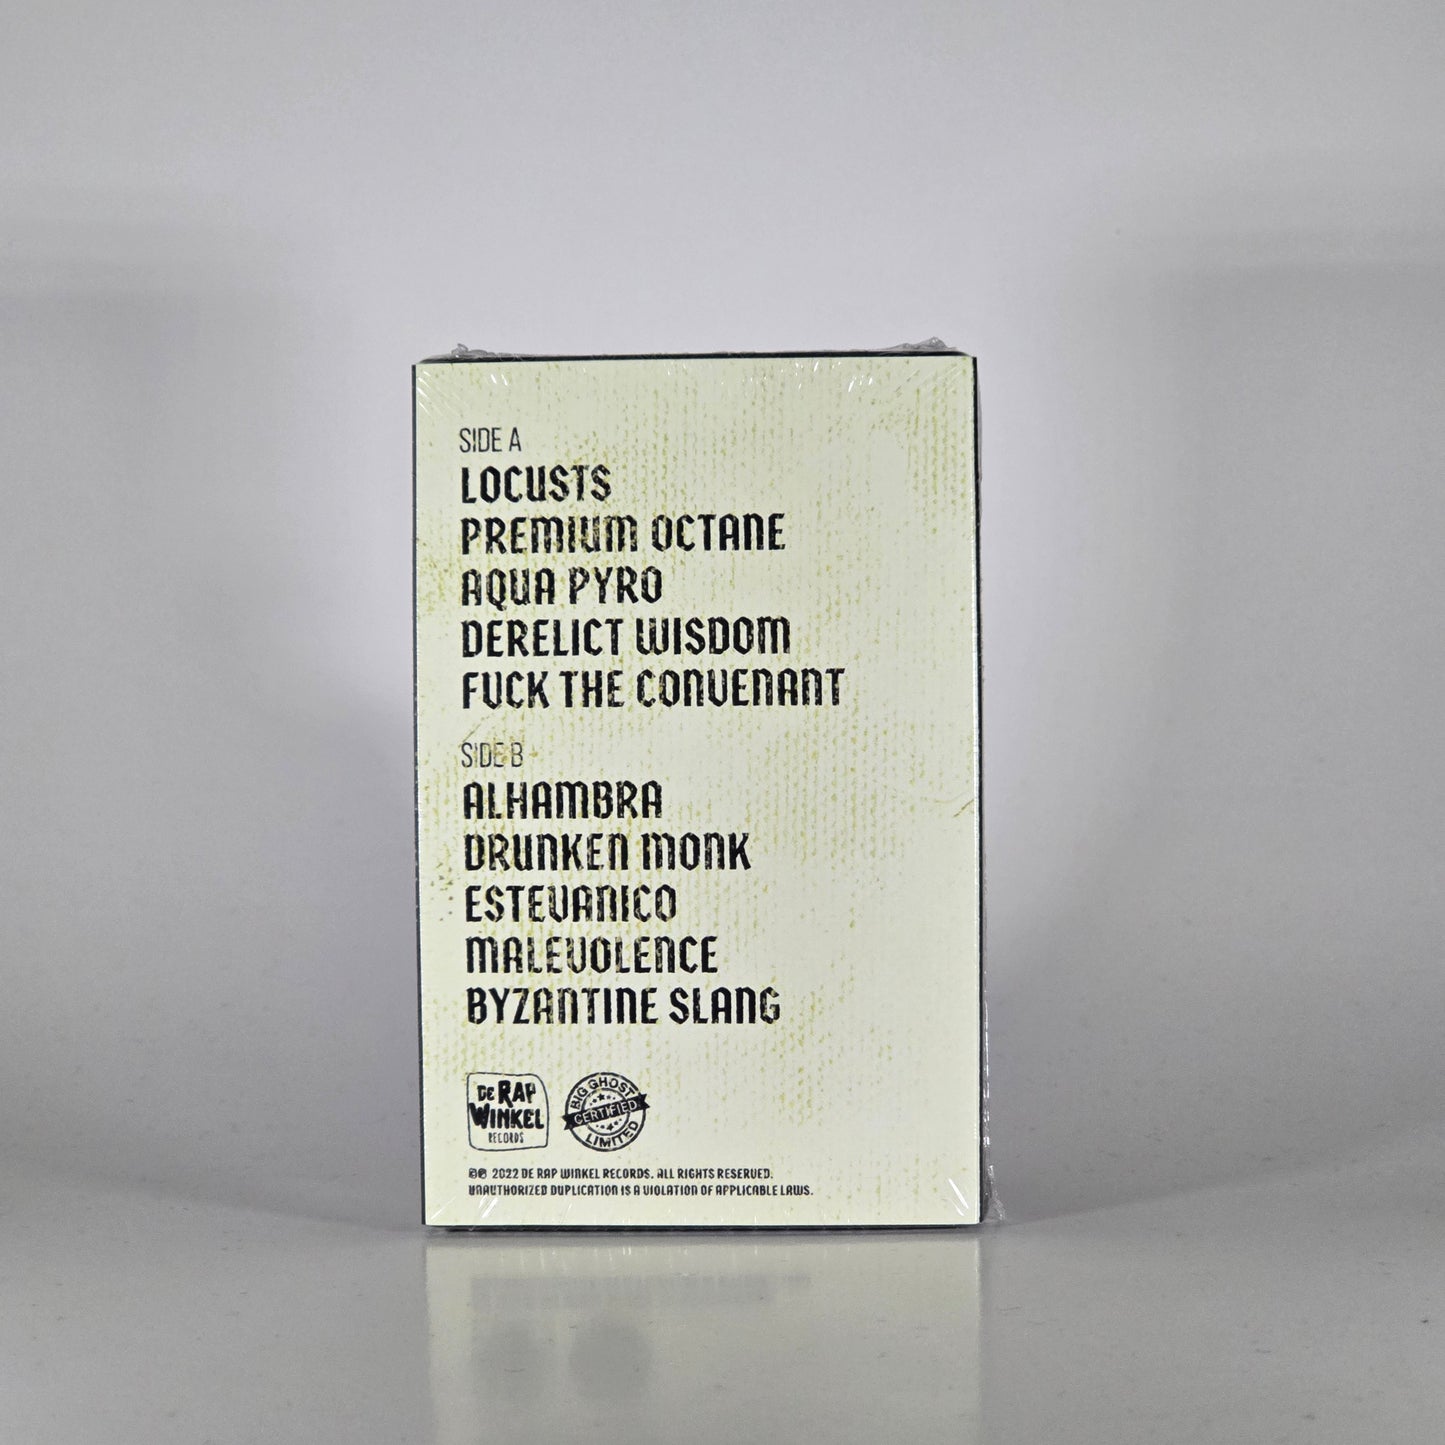 SIDE A
LOCUSTS
PREMIUM OCTANE
AQUA PYRO
DERELICT WISDOM
FUCK THE CONVENANT
SIDE B
ALHAMBRA
DRUNKEN MONK
ESTEVANICO
MALEVOLENCE
BYZANTINE SLANG
DE RAP
WINKEL
RECORDS
BIG GHOST
CERTIFIED
LIMITED
©℗ 2022 DE RAP WINKEL RECORDS. ALL RIGHTS RESERVED.
UNAUTHORIZED DUPLICATION IS A VIOLATION OF APPLICABLE LAWS.